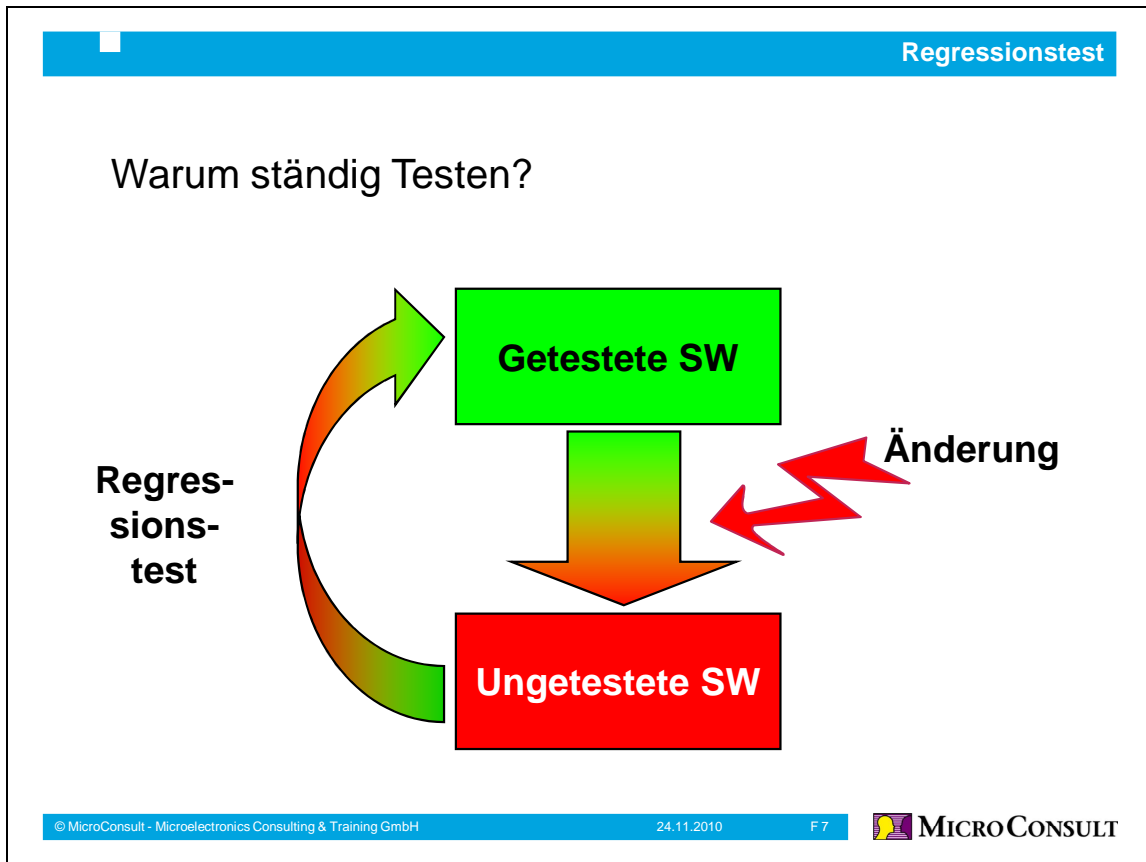 Regressionstest
Warum ständig Testen?
Getestete SW
Änderung
Regres-
sions-
test
Ungetestete SW
© MicroConsult - Microelectronics Consulting & Training GmbH
24.11.2010
F 7
MICROCONSULT